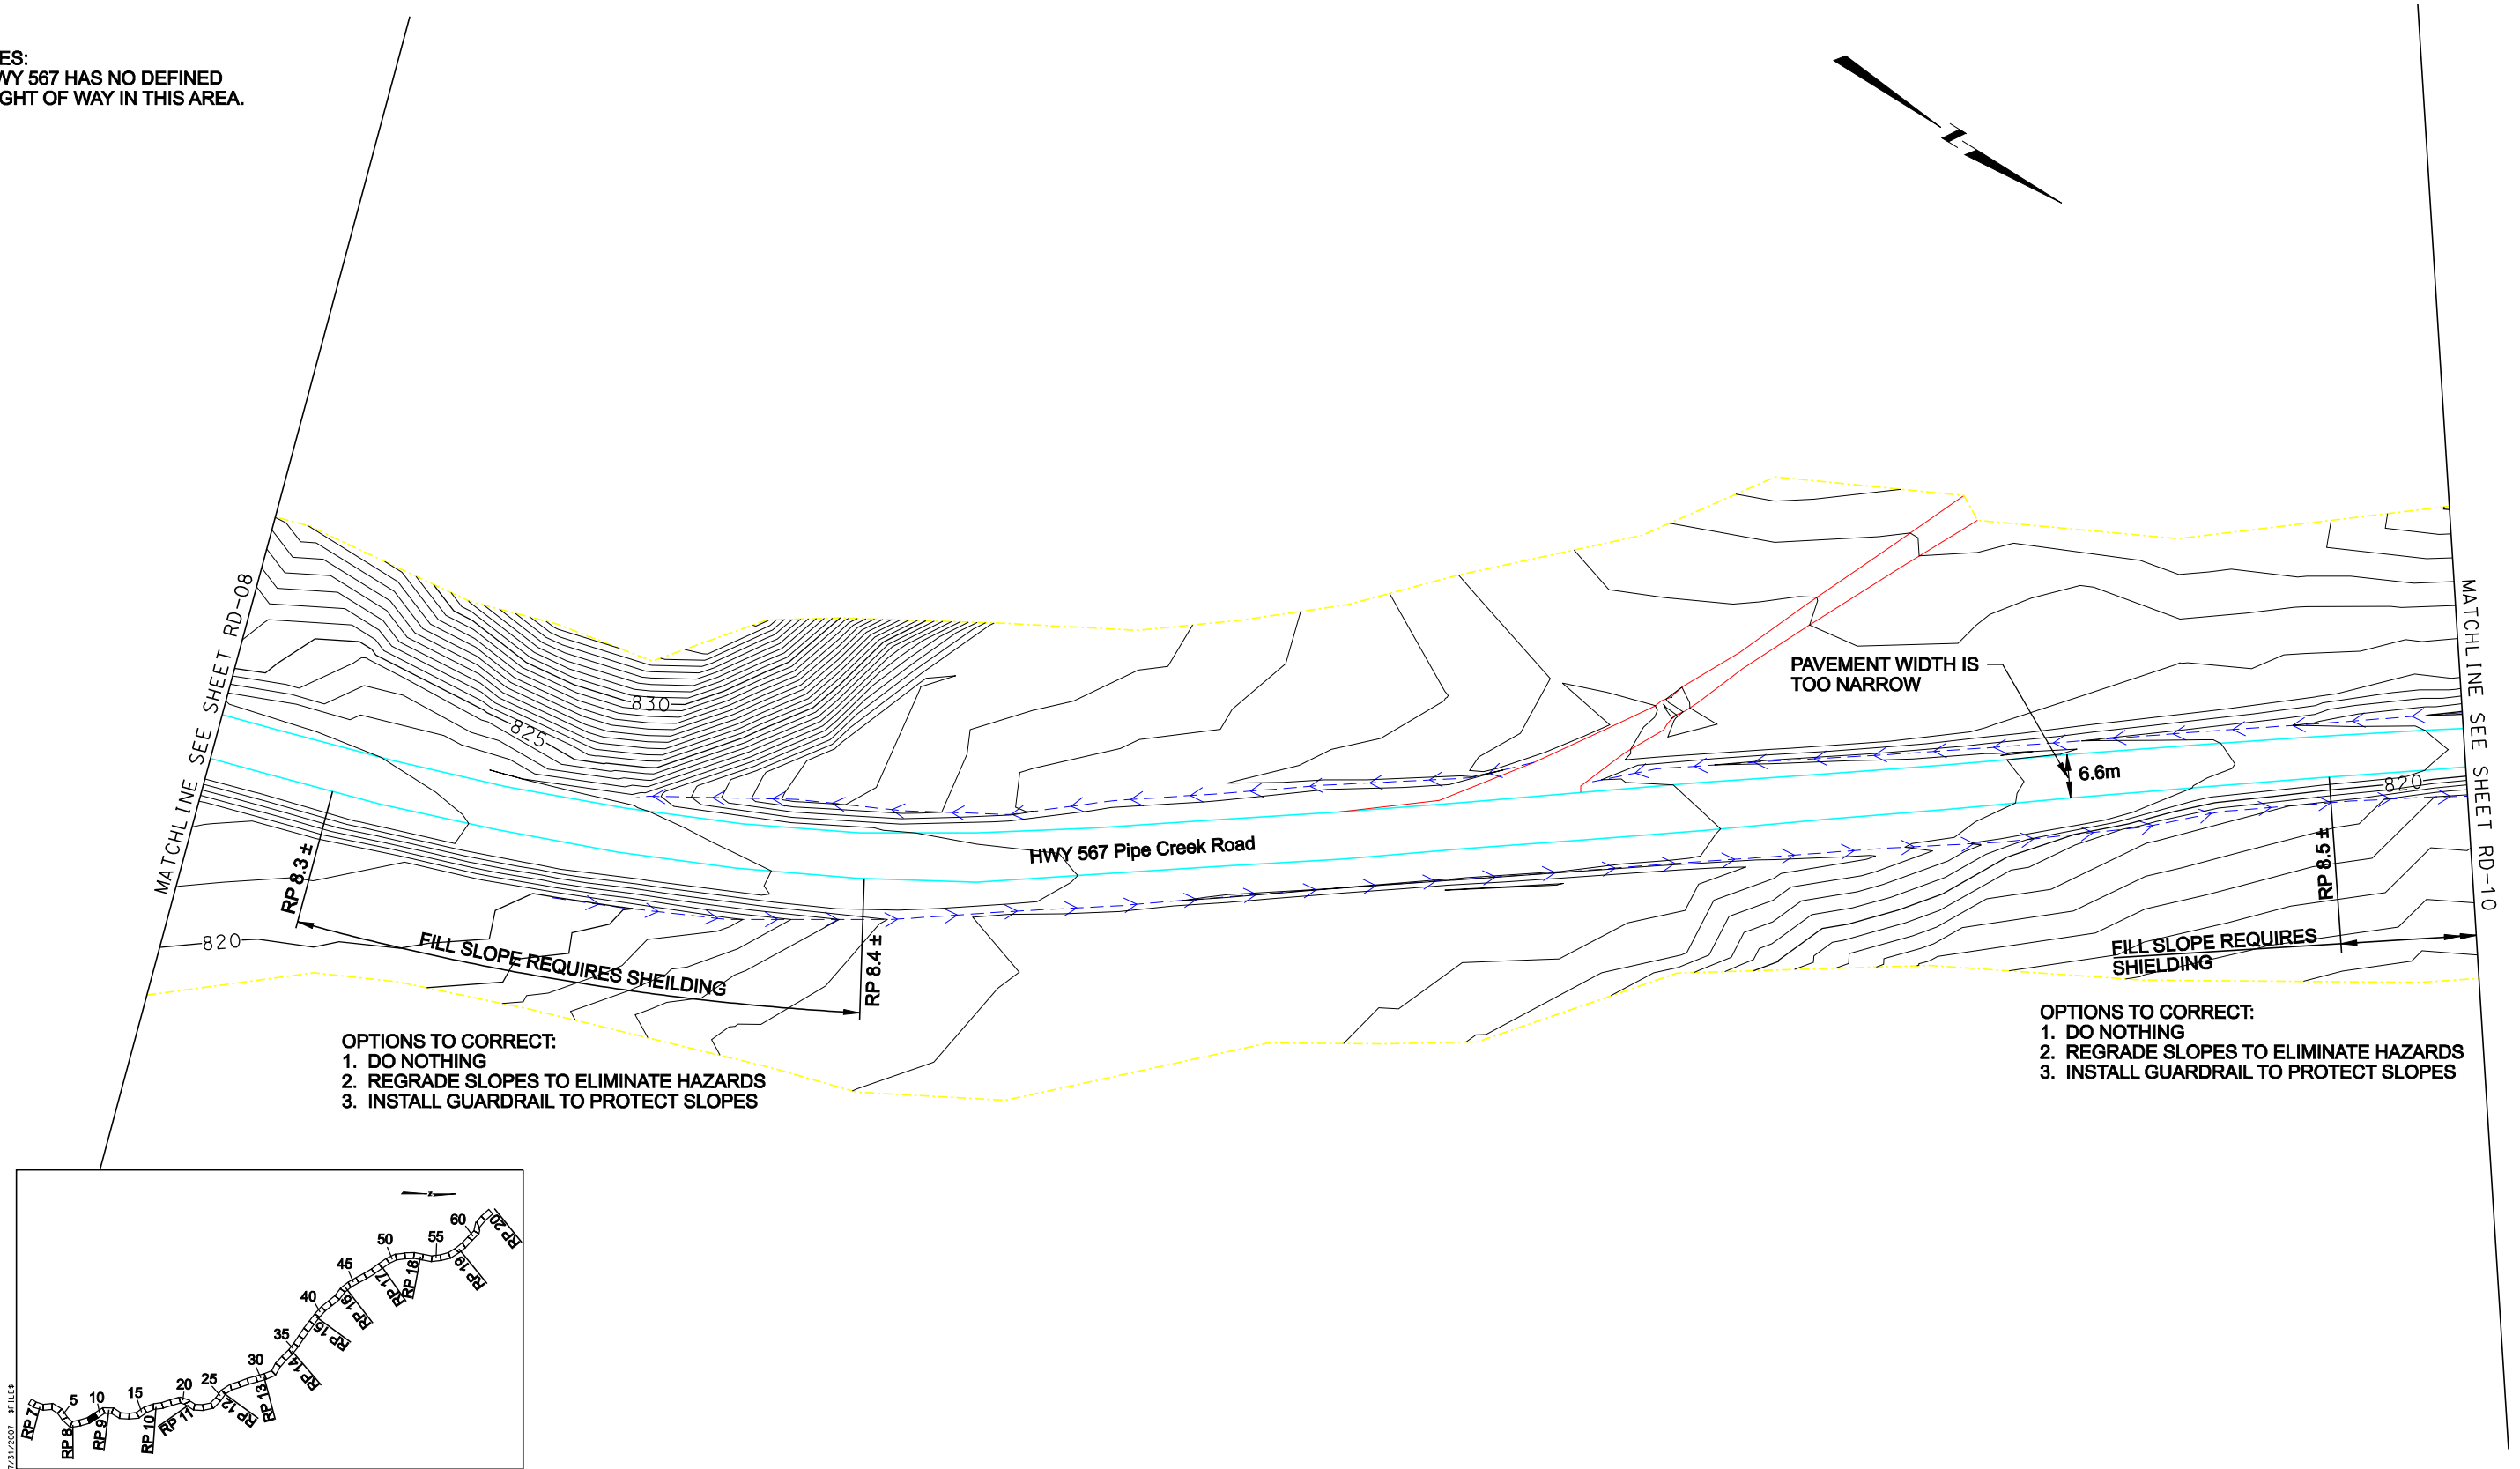 ES:
WY 567 HAS NO DEFINED
GHT OF WAY IN THIS AREA.
MATCHLINE SEE SHEET RD-08
830
825
PAVEMENT WIDTH IS
TOO NARROW
6.6m
820
MATCHLINE SEE SHEET RD-10
HWY 567 Pipe Creek Road
RP 8.3 ±
RP 8.4 ±
RP 8.5 ±
820
FILL SLOPE REQUIRES SHEILDING
FILL SLOPE REQUIRES
SHIELDING
OPTIONS TO CORRECT:
1. DO NOTHING
2. REGRADE SLOPES TO ELIMINATE HAZARDS
3. INSTALL GUARDRAIL TO PROTECT SLOPES
OPTIONS TO CORRECT:
1. DO NOTHING
2. REGRADE SLOPES TO ELIMINATE HAZARDS
3. INSTALL GUARDRAIL TO PROTECT SLOPES
5
10
15
20
25
30
35
40
45
50
55
60
RP 7
RP 8
RP 9
RP 10
RP 11
RP 12
RP 13
RP 14
RP 15
RP 16
RP 17
RP 18
RP 19
RP 20
7/31/2007 $FILE$